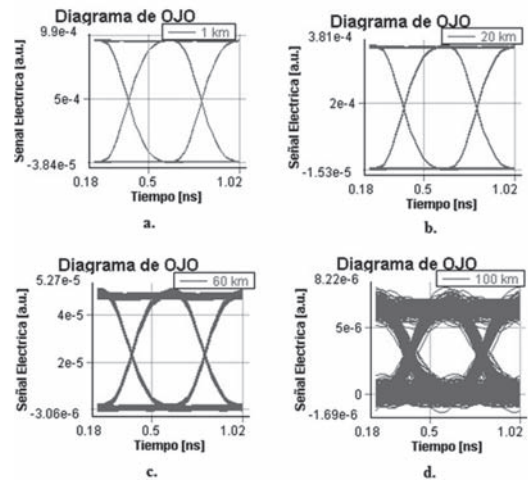 Diagrama de OJO
1 km
9.9e-4
5e-4
-3.84e-5
Señal Electrica [a.u.]
0.18
0.5
1.02
Tiempo [ns]
a.
Diagrama de OJO
20 km
3.81e-4
2e-4
-1.53e-5
Señal Electrica [a.u.]
0.18
0.5
1.02
Tiempo [ns]
b.
Diagrama de OJO
60 km
5.27e-5
4e-5
2e-5
-3.06e-6
Señal Electrica [a.u.]
0.18
0.5
1.02
Tiempo [ns]
c.
Diagrama de OJO
100 km
8.22e-6
5e-6
0
-1.69e-6
Señal Electrica [a.u.]
0.18
0.5
1.02
Tiempo [ns]
d.